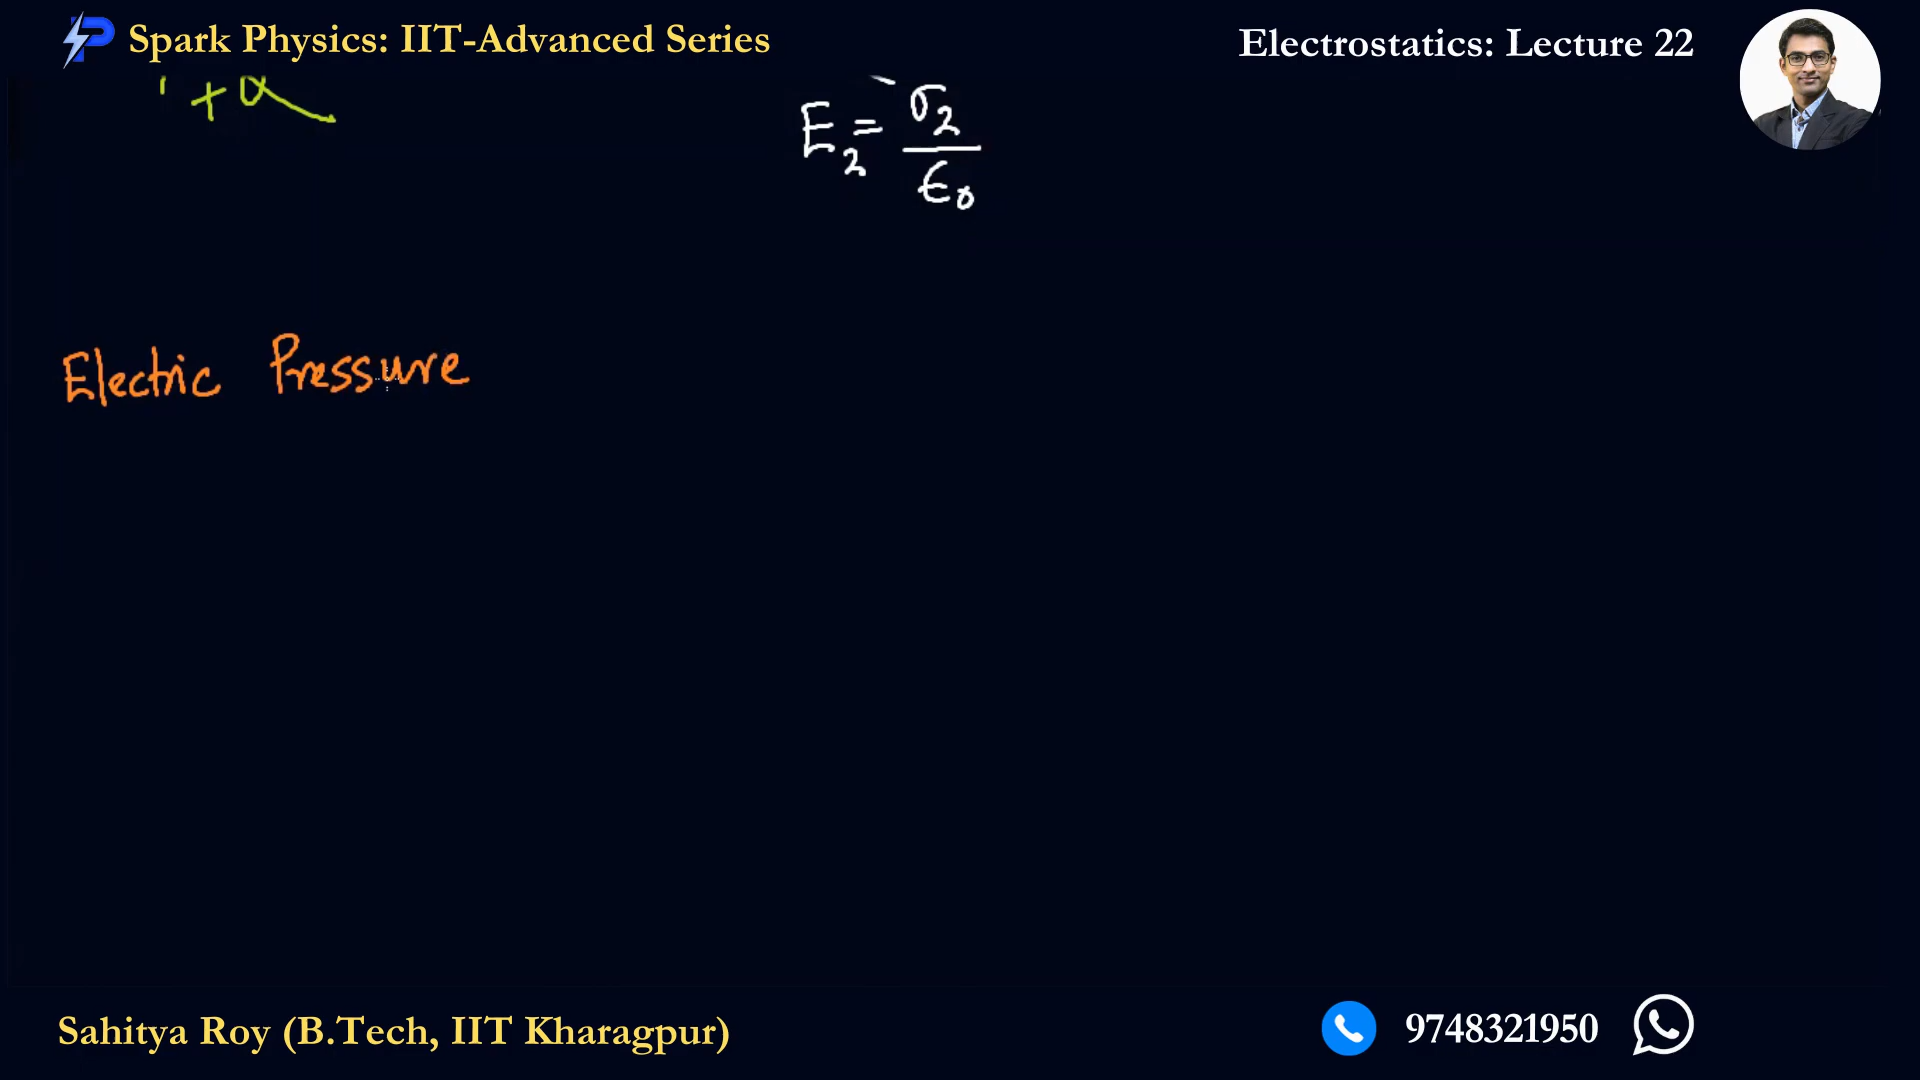 Spark Physics: IIT-Advanced Series
Electrostatics: Lecture 22
+Q
E₂ = σ₂/ϵ₀
Electric Pressure
Sahitya Roy (B.Tech, IIT Kharagpur)
9748321950